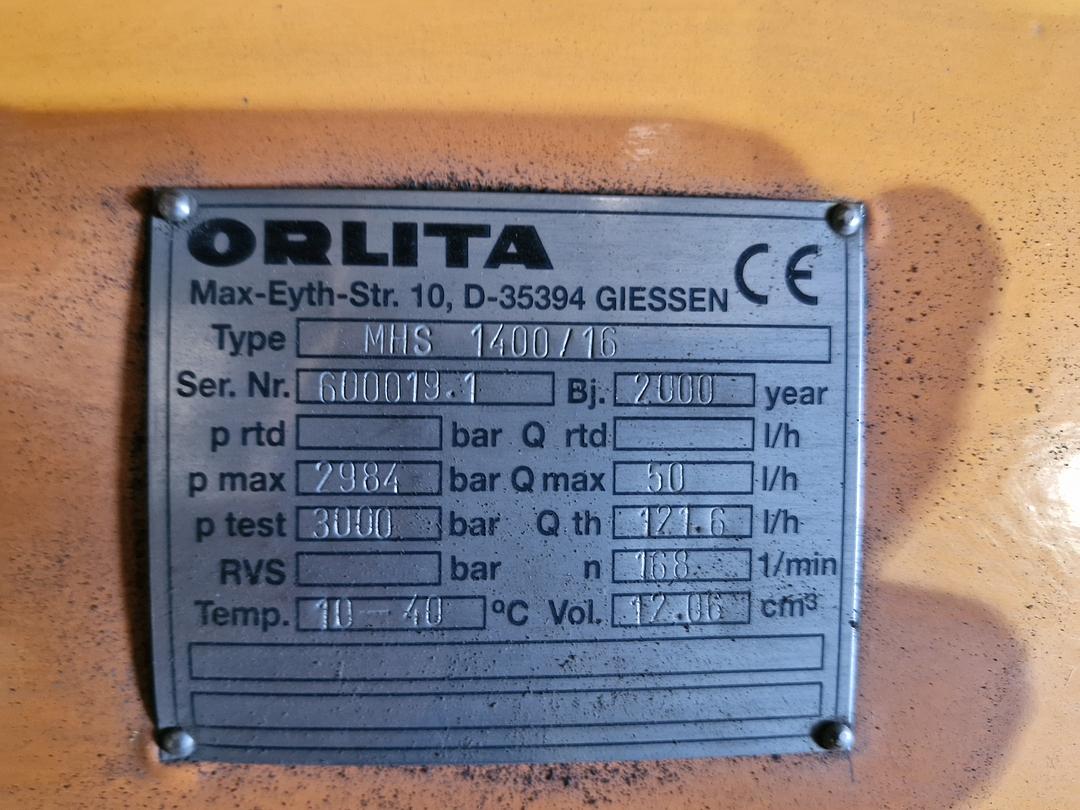 ORLITA
CE
Max-Eyth-Str. 10, D-35394 GIESSEN
Type MHS 1400/16
Ser. Nr. 600019.1 Bj. 2000 year
p rtd bar Q rtd l/h
p max 2984 bar Q max 50 l/h
p test 3000 bar Q th 121.6 l/h
RVS bar n 168 1/min
Temp. 10-40 ºC Vol. 12.06 cm³